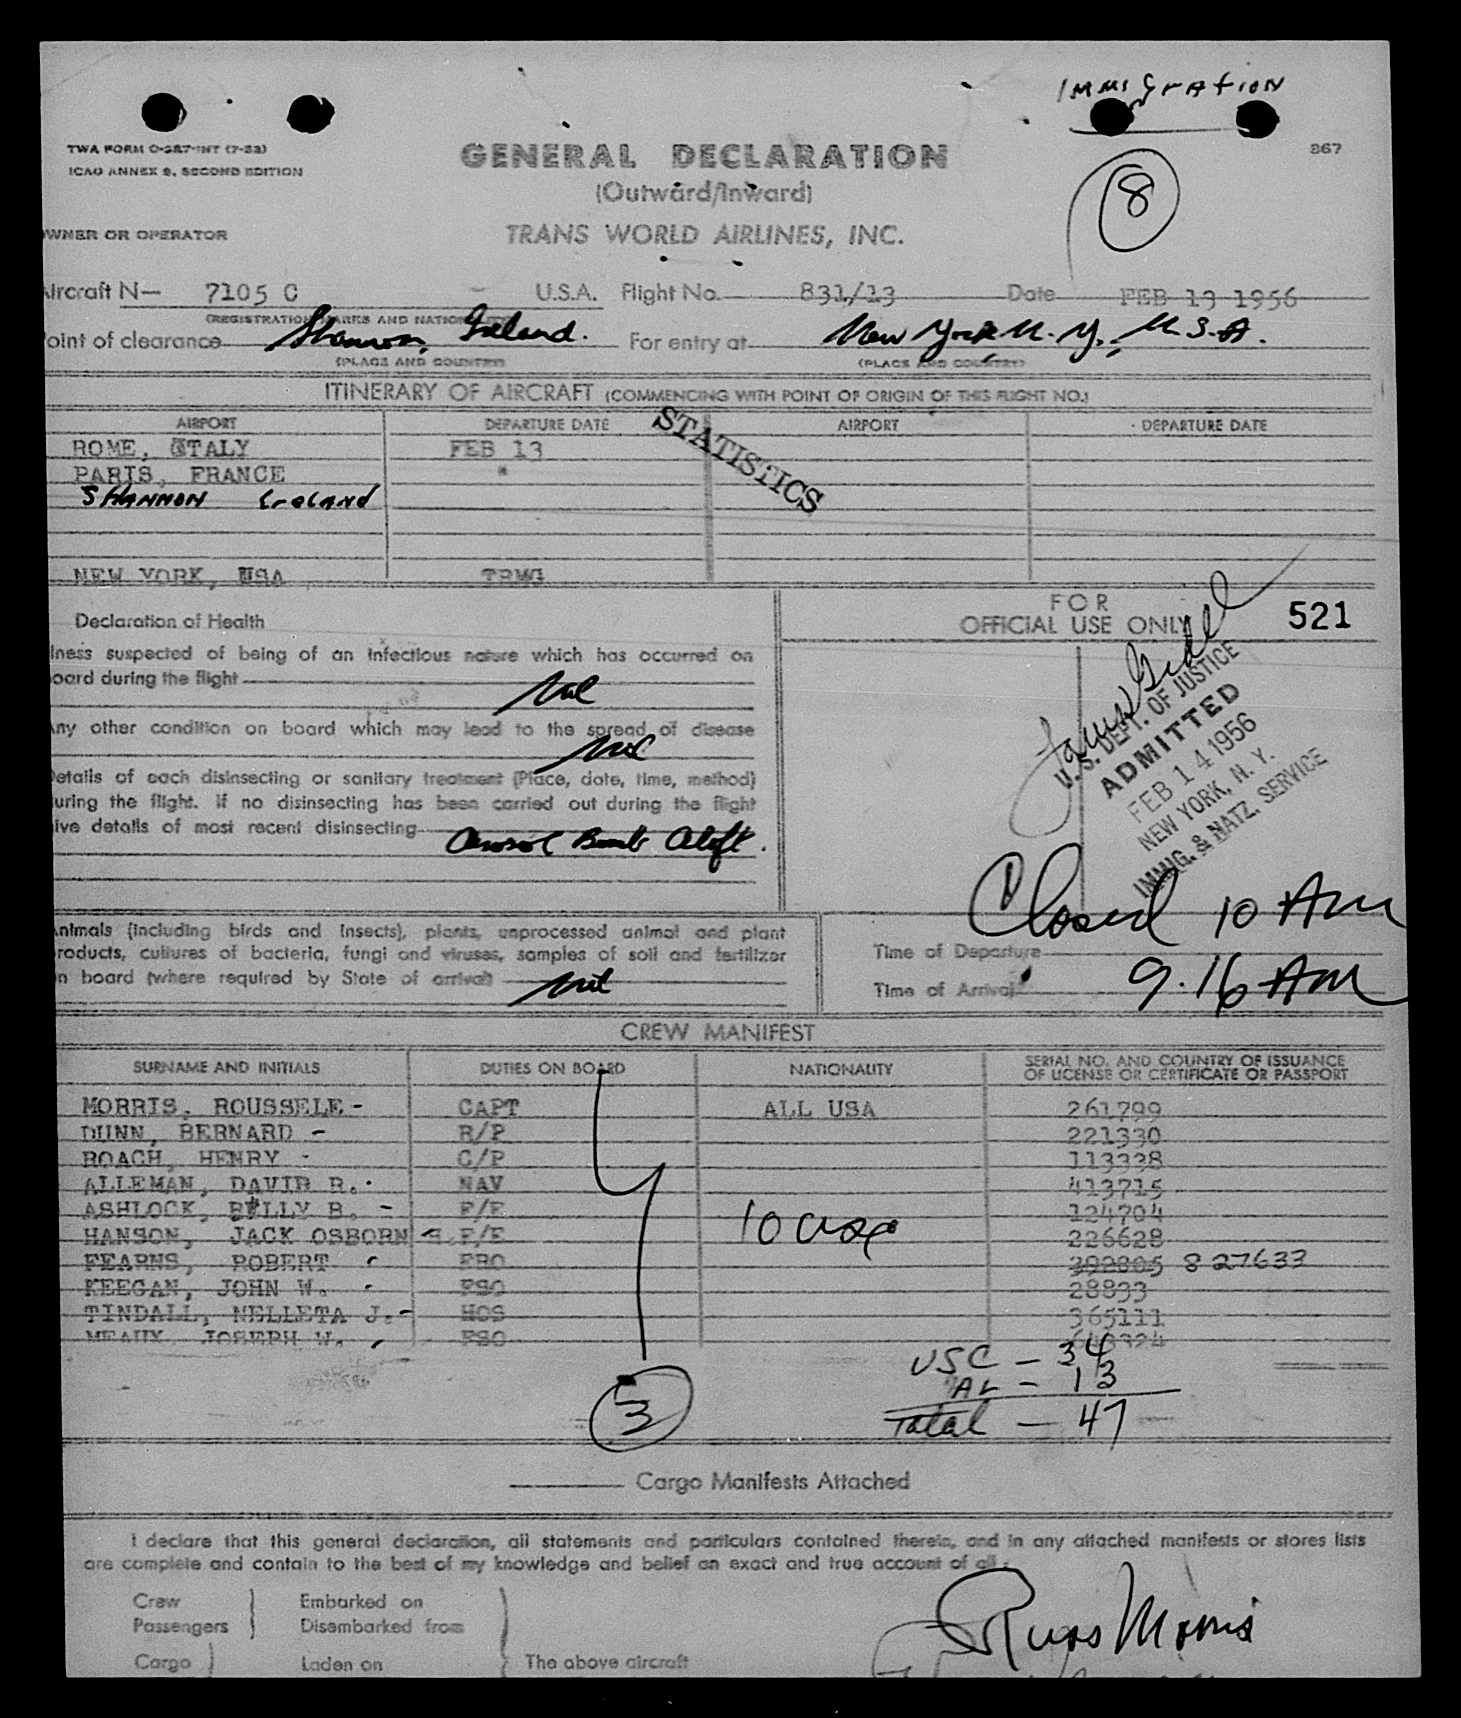 IMMIGRATION
TWA FORM O-287-INT (7-52)
ICAO ANNEX 9, SECOND EDITION
GENERAL DECLARATION
867
(Outward/Inward)
8
WNER OR OPERATOR
TRANS WORLD AIRLINES, INC.
Aircraft N— 7105 C U.S.A. Flight No. 831/13 Date FEB 13 1956
(REGISTRATION MARKS AND NATIONALITY)
oint of clearance Shannon, Ireland. For entry at New York N.Y., U.S.A.
(PLACE AND COUNTRY) (PLACE AND COUNTRY)
ITINERARY OF AIRCRAFT (COMMENCING WITH POINT OF ORIGIN OF THIS FLIGHT NO.)
AIRPORT DEPARTURE DATE AIRPORT DEPARTURE DATE
STATISTICS
ROME, ITALY FEB 13
PARIS, FRANCE "
SHANNON Ireland
NEW YORK, USA TRMG
FOR
OFFICIAL USE ONLY
521
Declaration of Health
lness suspected of being of an infectious nature which has occurred on
oard during the flight nil
Any other condition on board which may lead to the spread of disease
nil
Details of each disinsecting or sanitary treatment (Place, date, time, method)
uring the flight. If no disinsecting has been carried out during the flight
ive details of most recent disinsecting Aerosol Bomb Aloft.
U.S. DEPT. OF JUSTICE
ADMITTED
FEB 14 1956
NEW YORK, N. Y.
IMMIG. & NATZ. SERVICE
Closed 10 AM
Animals (including birds and insects), plants, unprocessed animal and plant
roducts, cultures of bacteria, fungi and viruses, samples of soil and fertilizer
n board (where required by State of arrival) nil
Time of Departure
Time of Arrival 9.16 AM
CREW MANIFEST
SURNAME AND INITIALS DUTIES ON BOARD NATIONALITY SERIAL NO. AND COUNTRY OF ISSUANCE
OF LICENSE OR CERTIFICATE OR PASSPORT
MORRIS, ROUSSELE - CAPT ALL USA 261799
DUNN, BERNARD - R/P 221330
ROACH, HENRY - C/P 113338
ALLEMAN, DAVID R. - NAV 413715
ASHLOCK, BILLY B. - F/E 124704
HANSON, JACK OSBORN S.F/E 226628
FEARNS, ROBERT - FRO 392805 827633
KEEGAN, JOHN W. - FSO 28833
TINDALL, NELLETA J. - HOS 365111
MEAUX, JOSEPH W. FSO
10 USC
USC - 34
AL - 13
Total - 47
3
Cargo Manifests Attached
I declare that this general declaration, all statements and particulars contained therein, and in any attached manifests or stores lists
are complete and contain to the best of my knowledge and belief an exact and true account of all:
Crew Embarked on
Passengers Disembarked from
Cargo Laden on The above aircraft
Russ Morris